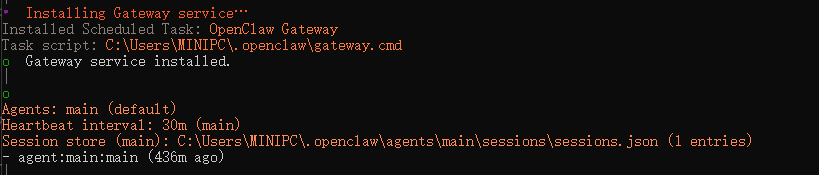 * Installing Gateway service…
Installed Scheduled Task: OpenClaw Gateway
Task script: C:\Users\MINIPC\.openclaw\gateway.cmd
o Gateway service installed.
|
o
Agents: main (default)
Heartbeat interval: 30m (main)
Session store (main): C:\Users\MINIPC\.openclaw\agents\main\sessions\sessions.json (1 entries)
- agent:main:main (436m ago)
|